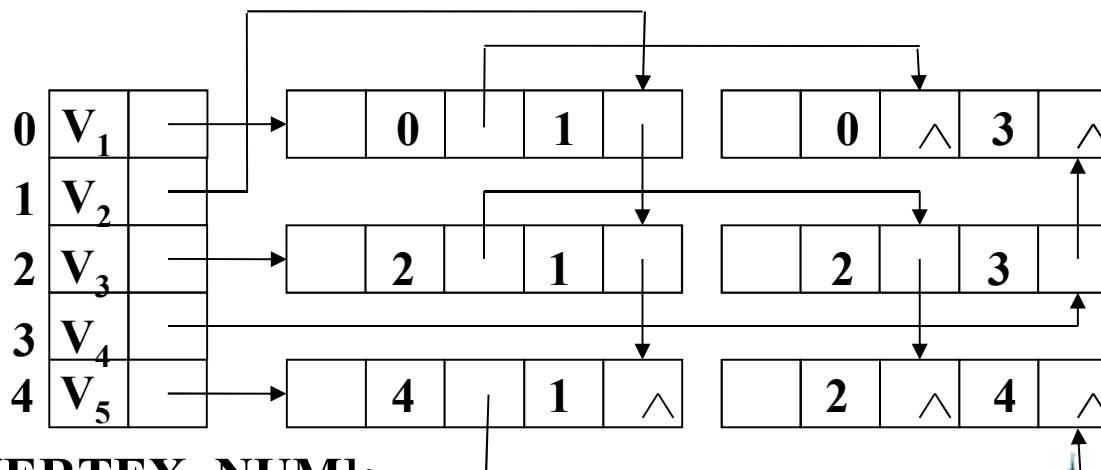 0 V1 0 1 0 ∧ 3 ∧
1 V2
2 V3 2 1 2 3
3 V4
4 V5 4 1 ∧ 2 ∧ 4 ∧
VERTEX_NUM];